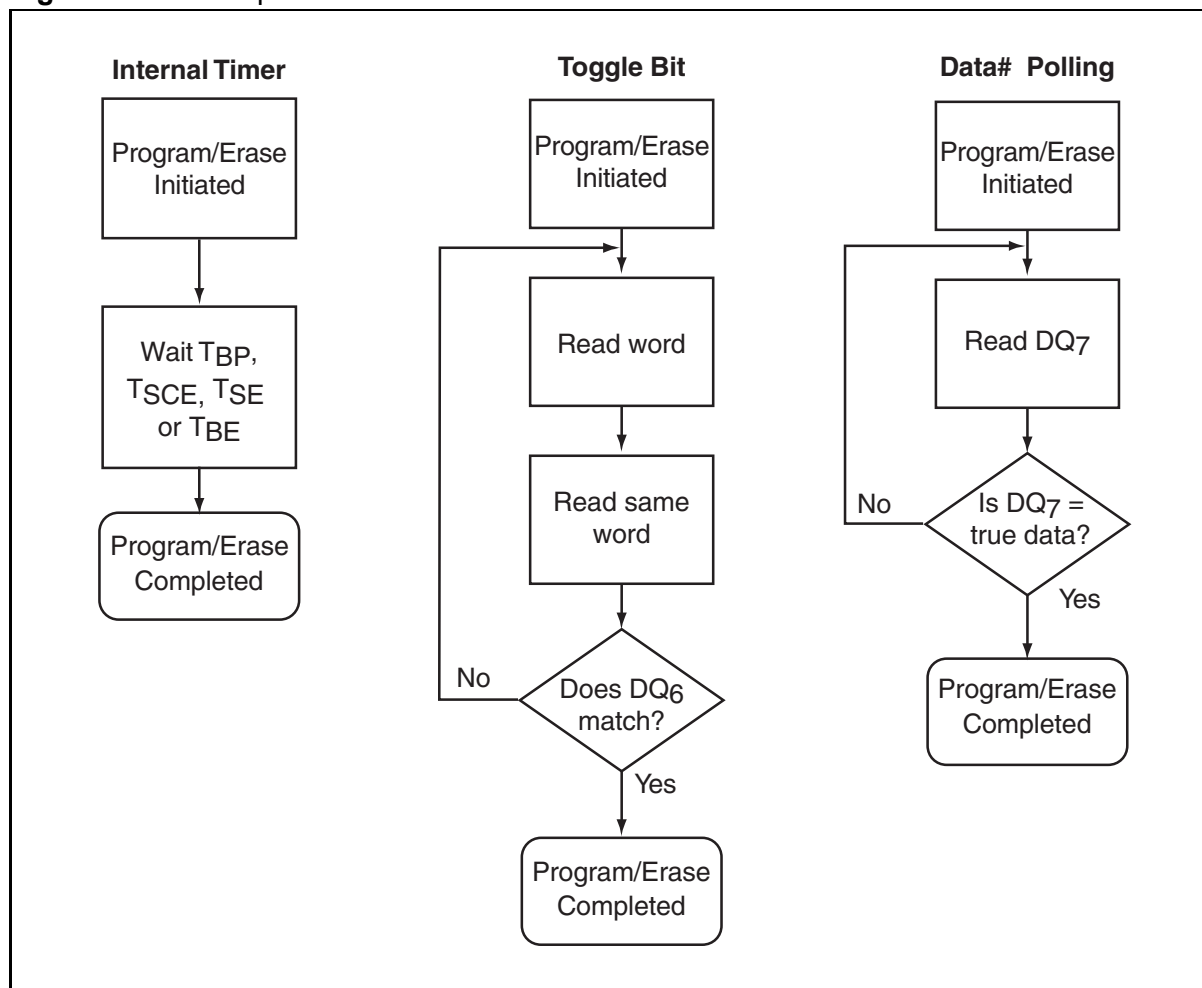 Internal Timer
Program/Erase
Initiated
Wait TBP,
TSCE, TSE
or TBE
Program/Erase
Completed
Toggle Bit
Program/Erase
Initiated
Read word
Read same
word
Does DQ6
match?
No
Yes
Program/Erase
Completed
Data# Polling
Program/Erase
Initiated
Read DQ7
Is DQ7 =
true data?
No
Yes
Program/Erase
Completed